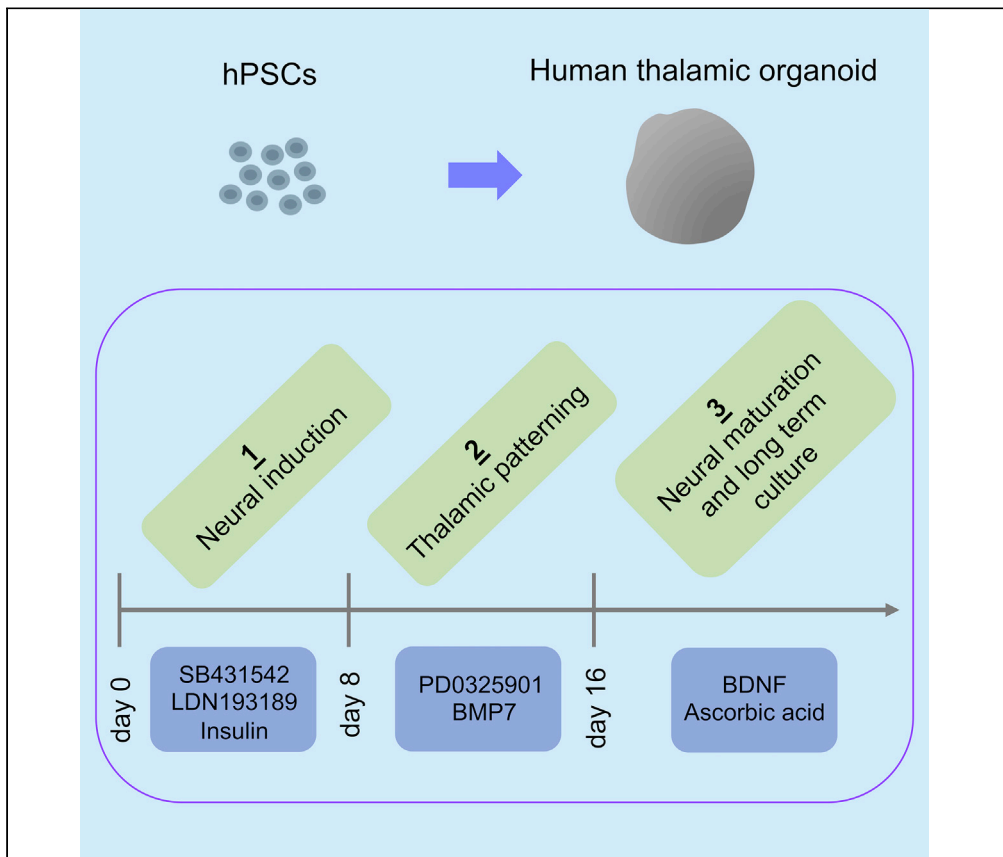 hPSCs
Human thalamic organoid
1
Neural induction
2
Thalamic patterning
3
Neural maturation
and long term
culture
day 0
SB431542
LDN193189
Insulin
day 8
PD0325901
BMP7
day 16
BDNF
Ascorbic acid